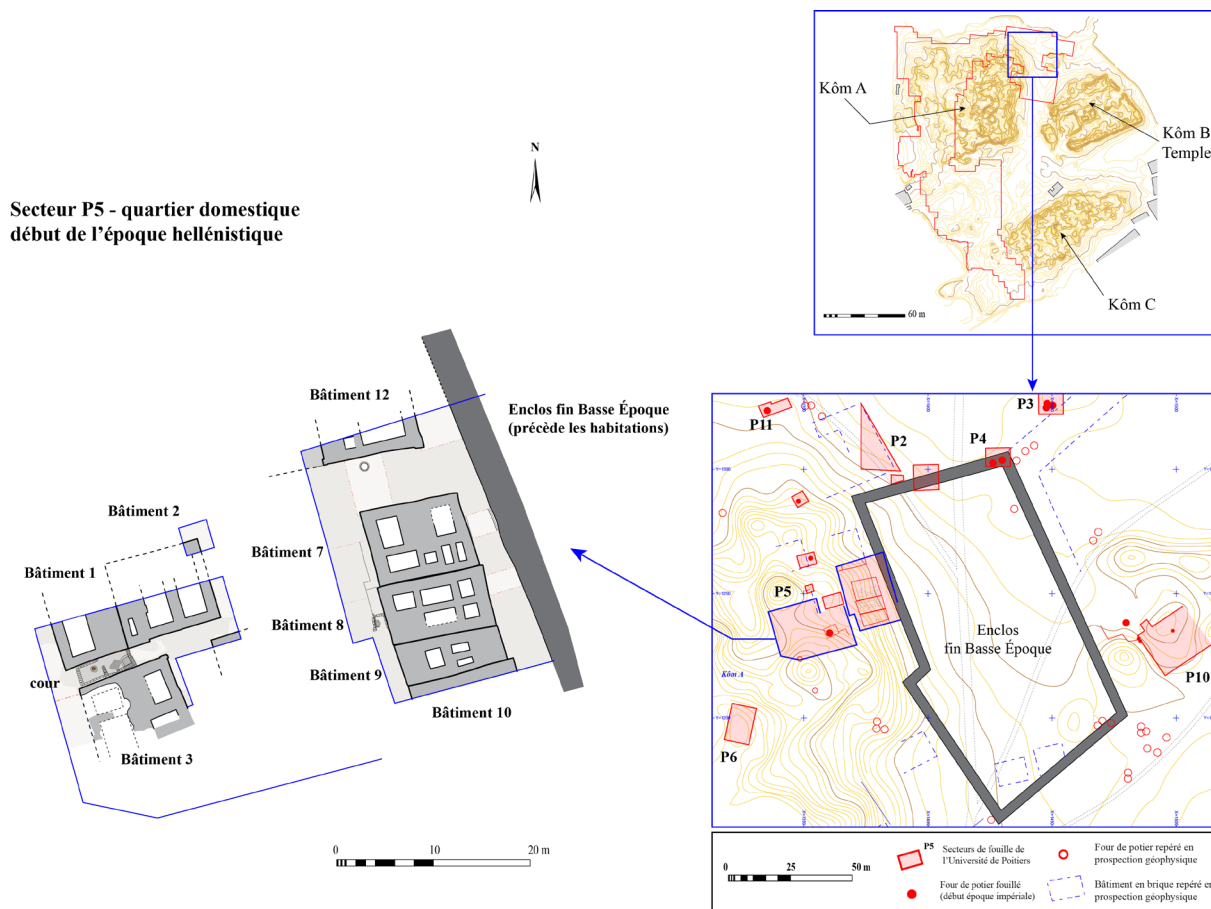 Secteur P5 - quartier domestique
début de l’époque hellénistique
N
Kôm A
Kôm B
Temple
Kôm C
60 m
Bâtiment 12
Enclos fin Basse Époque
(précède les habitations)
Bâtiment 2
Bâtiment 1
Bâtiment 7
Bâtiment 8
Bâtiment 9
Bâtiment 10
cour
Bâtiment 3
0
10
20 m
P11
P2
P3
P4
P5
Enclos
fin Basse Époque
P10
Kôm A
P6
0
25
50 m
P5
Secteurs de fouille de
l’Université de Poitiers
Four de potier fouillé
(début époque impériale)
Four de potier repéré en
prospection géophysique
Bâtiment en brique repéré en
prospection géophysique